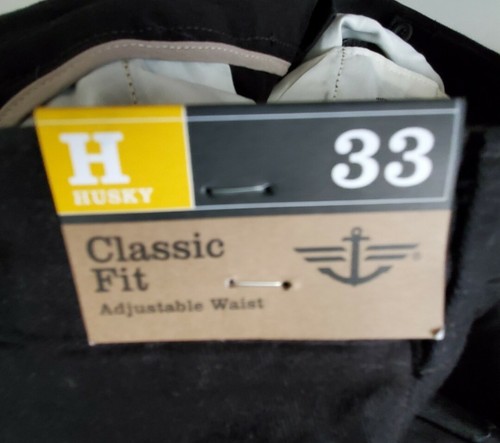 H
HUSKY
33
Classic
Fit
Adjustable Waist
®